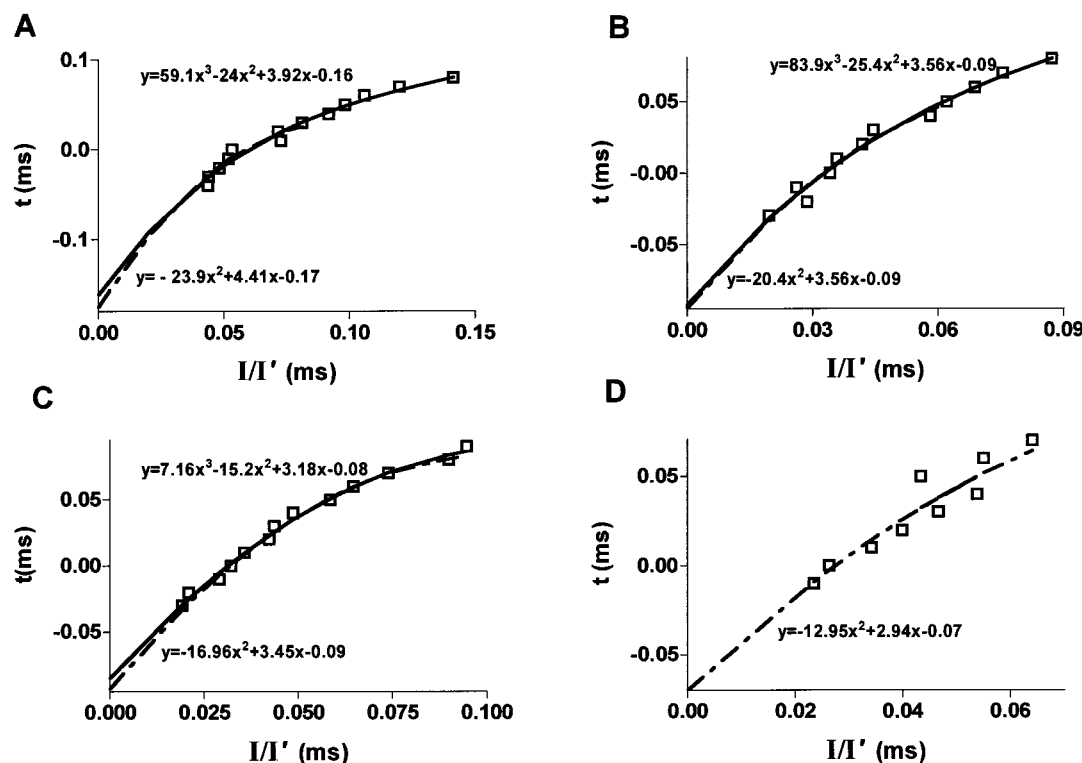 A
y=59.1x³-24x²+3.92x-0.16
0.1
0.0
-0.1
t (ms)
y= - 23.9x²+4.41x-0.17
0.00 0.05 0.10 0.15
I/I′ (ms)
B
y=83.9x³-25.4x²+3.56x-0.09
0.05
-0.00
-0.05
t (ms)
y=-20.4x²+3.56x-0.09
0.00 0.03 0.06 0.09
I/I′ (ms)
C
y=7.16x³-15.2x²+3.18x-0.08
0.05
0.00
-0.05
t(ms)
y=-16.96x²+3.45x-0.09
0.000 0.025 0.050 0.075 0.100
I/I′ (ms)
D
0.05
0.00
-0.05
t (ms)
y=-12.95x²+2.94x-0.07
0.00 0.02 0.04 0.06
I/I′ (ms)